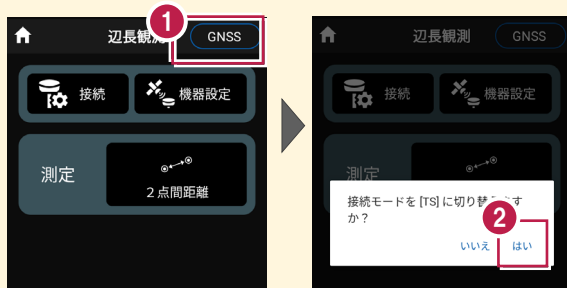 1
辺長観測 GNSS
接続 機器設定
測定
2点間距離
辺長観測 GNSS
接続 機器設定
測定
接続モードを [TS] に切り替 す
か？
2
いいえ はい